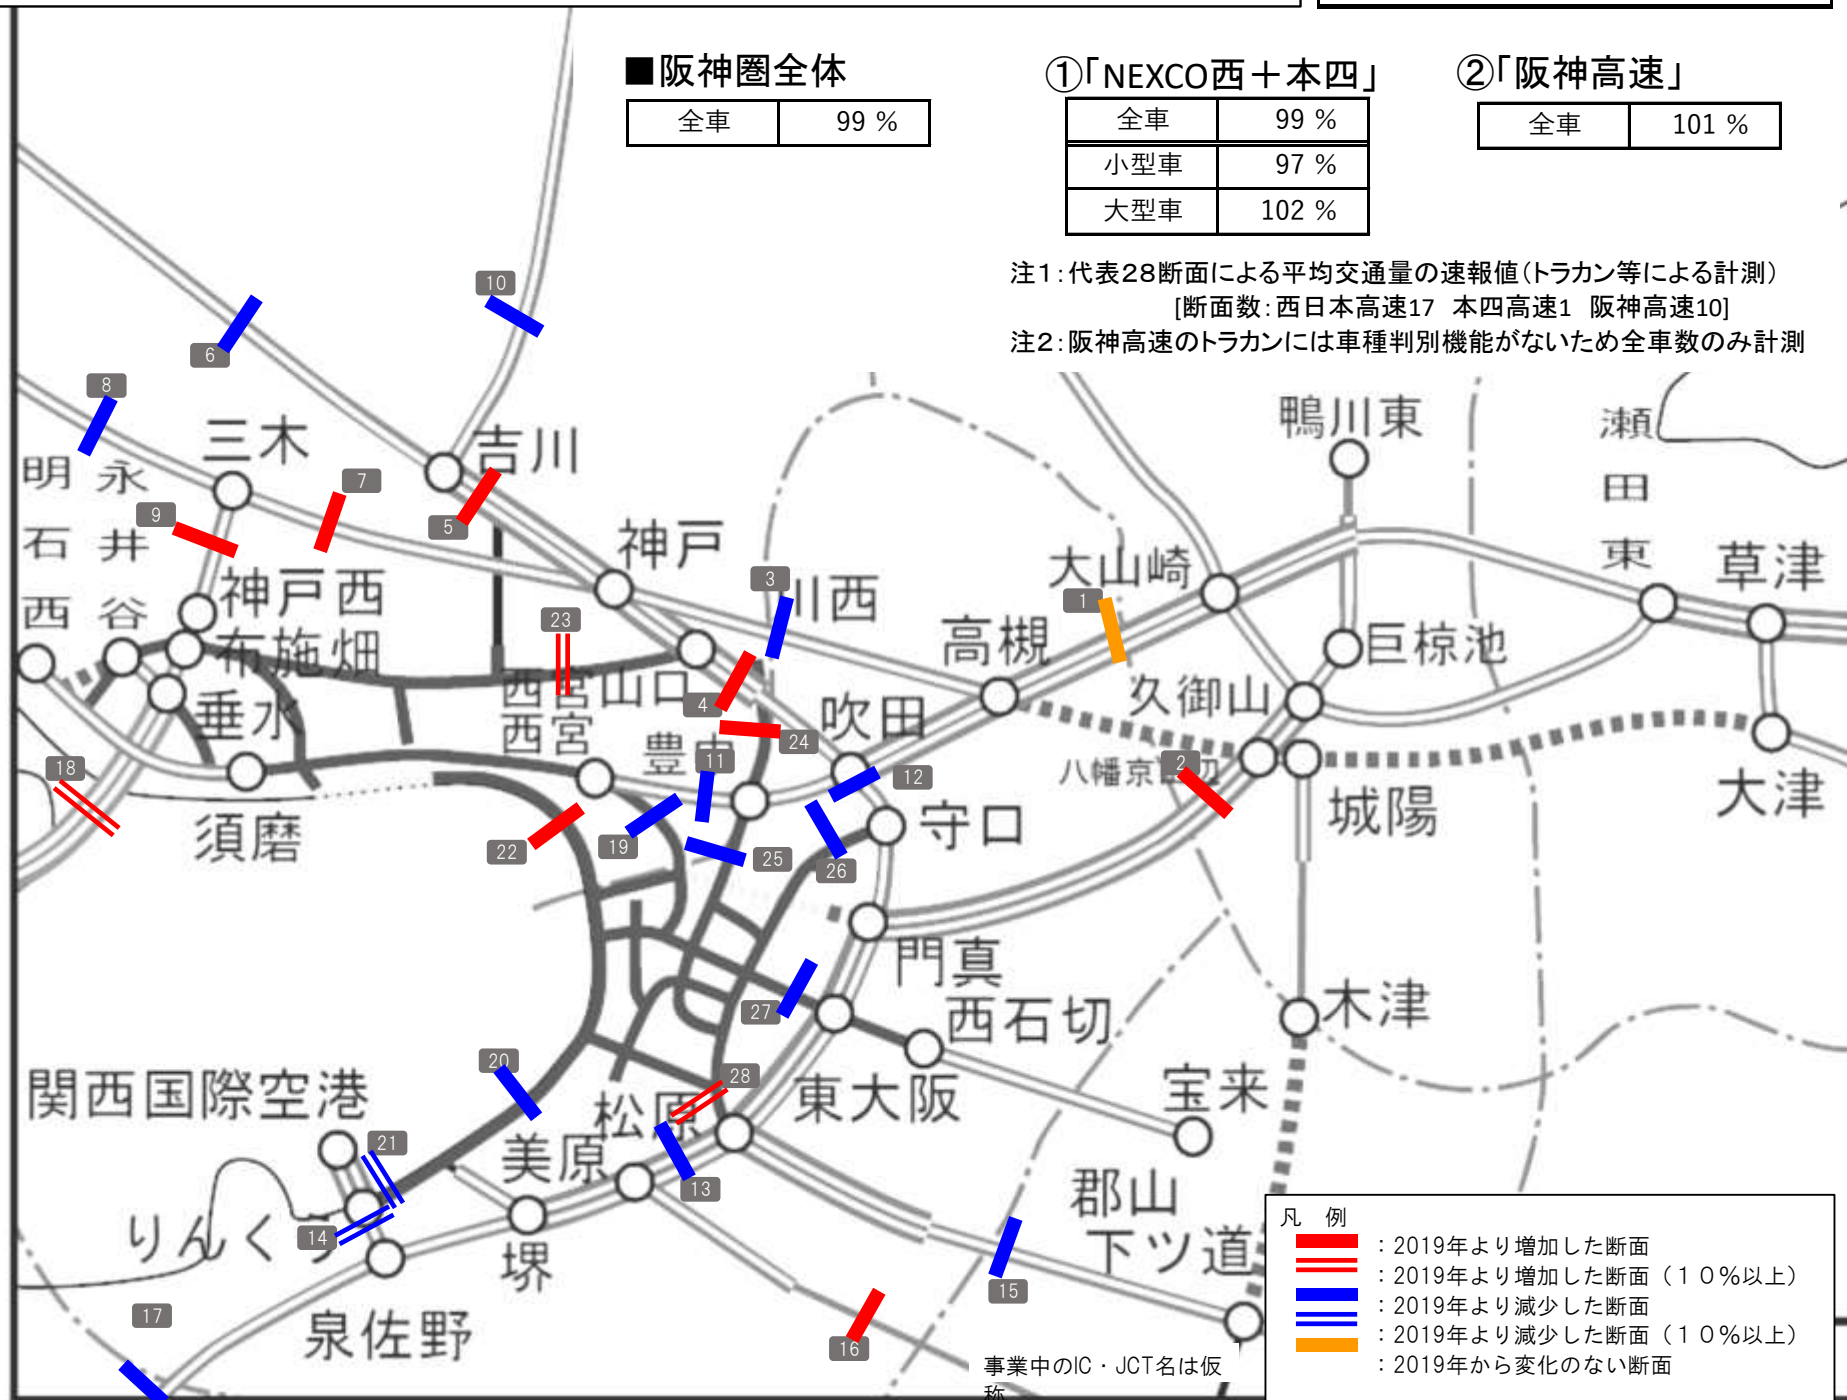 ■阪神圏全体
全車 99 %
①「NEXCO西＋本四」
全車 99 %
小型車 97 %
大型車 102 %
②「阪神高速」
全車 101 %
注１：代表２８断面による平均交通量の速報値（トラカン等による計測）
[断面数：西日本高速17 本四高速1 阪神高速10]
注２：阪神高速のトラカンには車種判別機能がないため全車数のみ計測
10
6
8
鴨川東
瀬田東
三木
吉川
明石西
永井谷
7
9
5
神戸
3
川西
大山崎
1
草津
神戸西
23
布施畑
高槻
巨椋池
西宮山口
4
久御山
垂水
西宮
24
吹田
豊中
11
12
八幡京田辺
2
18
大津
須磨
22
19
25
26
守口
城陽
門真
27
西石切
木津
20
28
東大阪
宝来
関西国際空港
松原
21
美原
13
郡山下ツ道
りんくう
14
堺
15
17
泉佐野
16
事業中のIC・JCT名は仮
称
凡 例
：2019年より増加した断面
：2019年より増加した断面（１０％以上）
：2019年より減少した断面
：2019年より減少した断面（１０％以上）
：2019年から変化のない断面